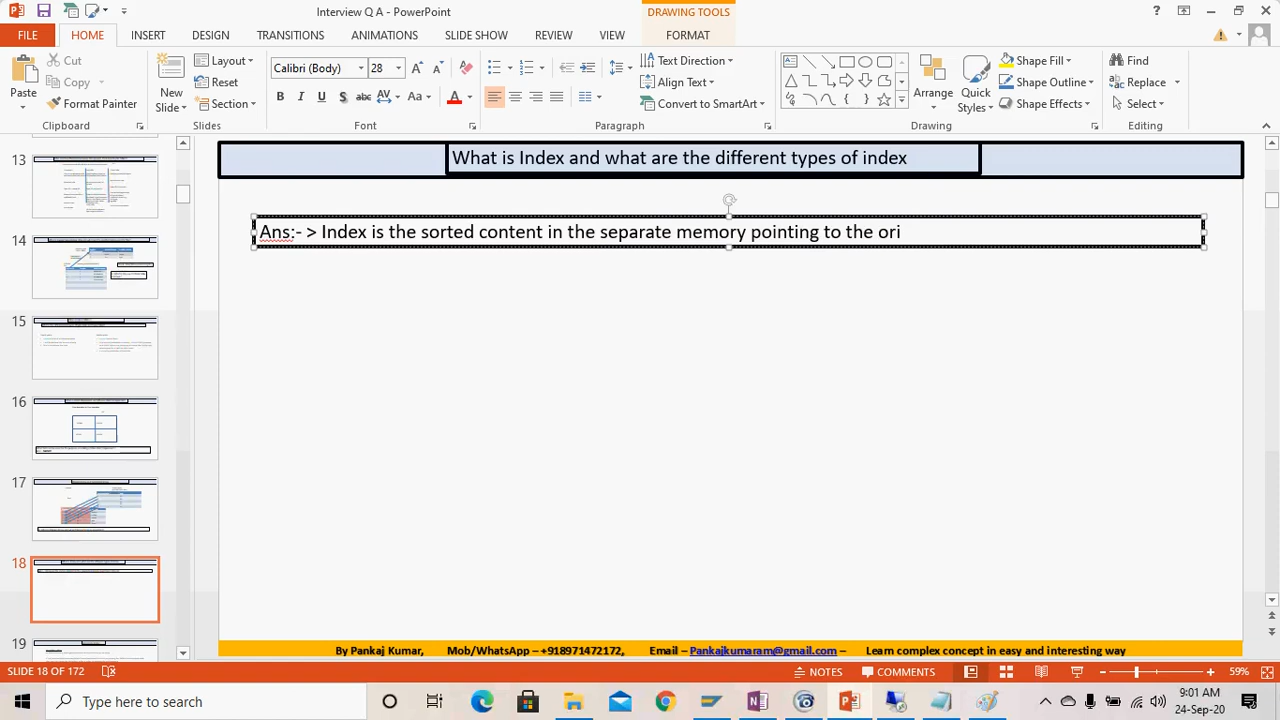 Interview Q A - PowerPoint
DRAWING TOOLS
FILE HOME INSERT DESIGN TRANSITIONS ANIMATIONS SLIDE SHOW REVIEW VIEW FORMAT
Paste
Cut
Copy
Format Painter
Clipboard
New Slide
Layout
Reset
Section
Slides
Calibri (Body) 28
Font
Text Direction
Align Text
Convert to SmartArt
Paragraph
Arrange
Quick Styles
Shape Fill
Shape Outline
Shape Effects
Drawing
Find
Replace
Select
Editing
13
14
15
16
17
18
19
What is Index and what are the different types of index
Ans:- > Index is the sorted content in the separate memory pointing to the ori
By Pankaj Kumar, Mob/WhatsApp – +918971472172, Email – Pankajkumaram@gmail.com – Learn complex concept in easy and interesting way
SLIDE 18 OF 172 NOTES COMMENTS 59%
Type here to search
9:01 AM
24-Sep-20